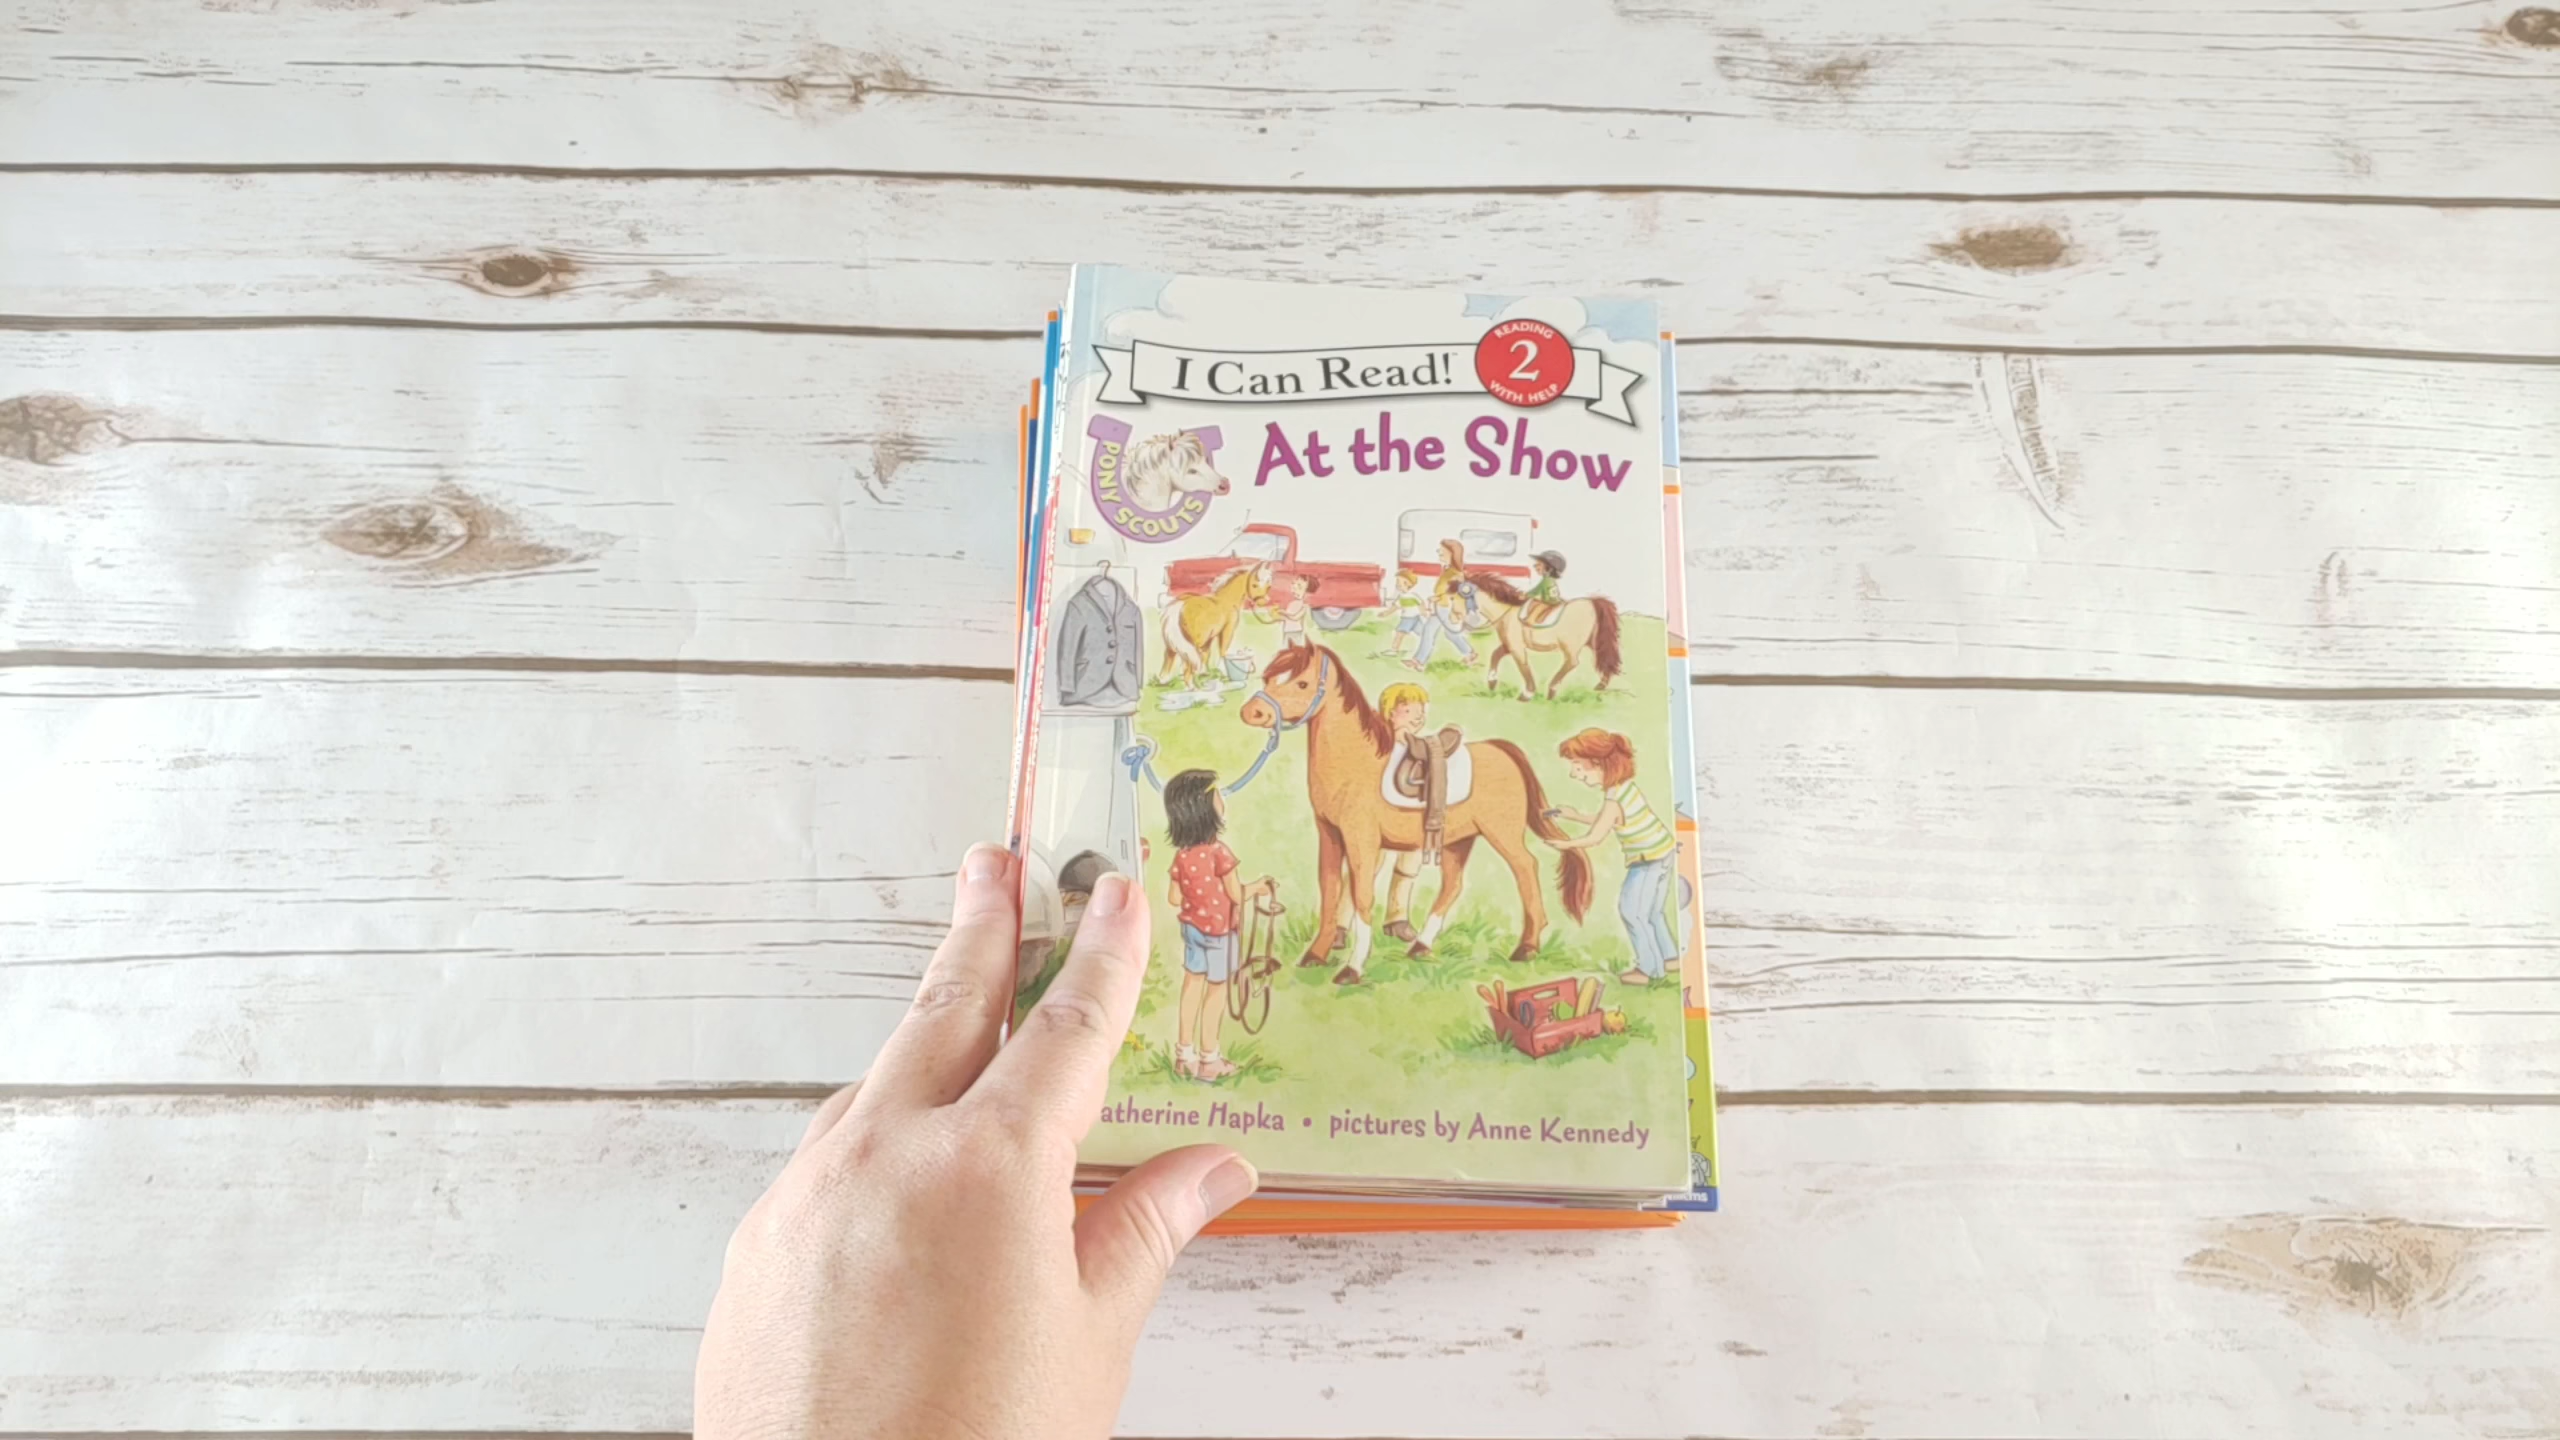 I Can Read!
READING
2
WITH HELP
PONY SCOUTS
At the Show
atherine Hapka • pictures by Anne Kennedy